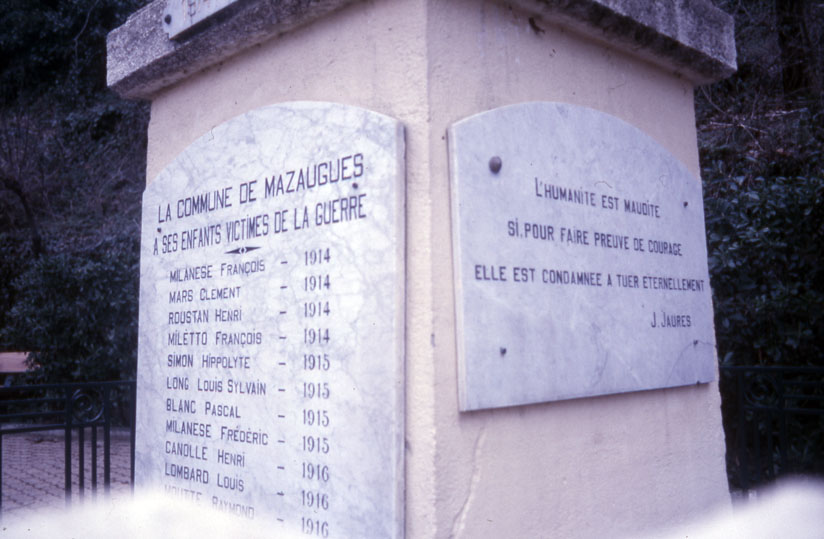 LA COMMUNE DE MAZAUGUES
A SES ENFANTS VICTIMES DE LA GUERRE
MILANESE FRANÇOIS - 1914
MARS CLEMENT - 1914
ROUSTAN HENRI - 1914
MILETTO FRANÇOIS - 1914
SIMON HIPPOLYTE - 1915
LONG LOUIS SYLVAIN - 1915
BLANC PASCAL - 1915
MILANESE FRÉDÉRIC - 1915
CANOLLE HENRI - 1916
LOMBARD LOUIS - 1916
MOUTTE RAYMOND - 1916
L'HUMANITE EST MAUDITE
SI, POUR FAIRE PREUVE DE COURAGE
ELLE EST CONDAMNEE A TUER ETERNELLEMENT
J. JAURES